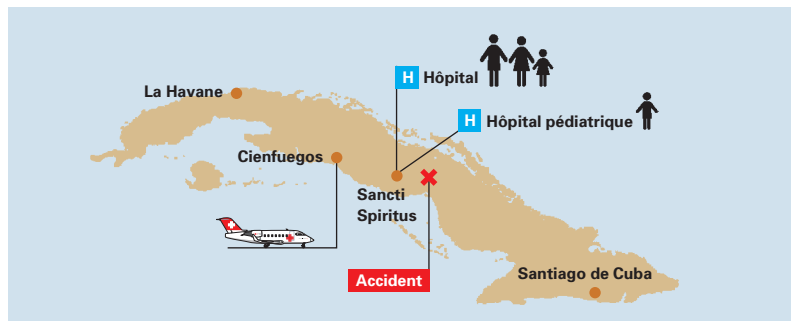 H Hôpital
La Havane
H Hôpital pédiatrique
Cienfuegos
Sancti
Spiritus
Accident
Santiago de Cuba